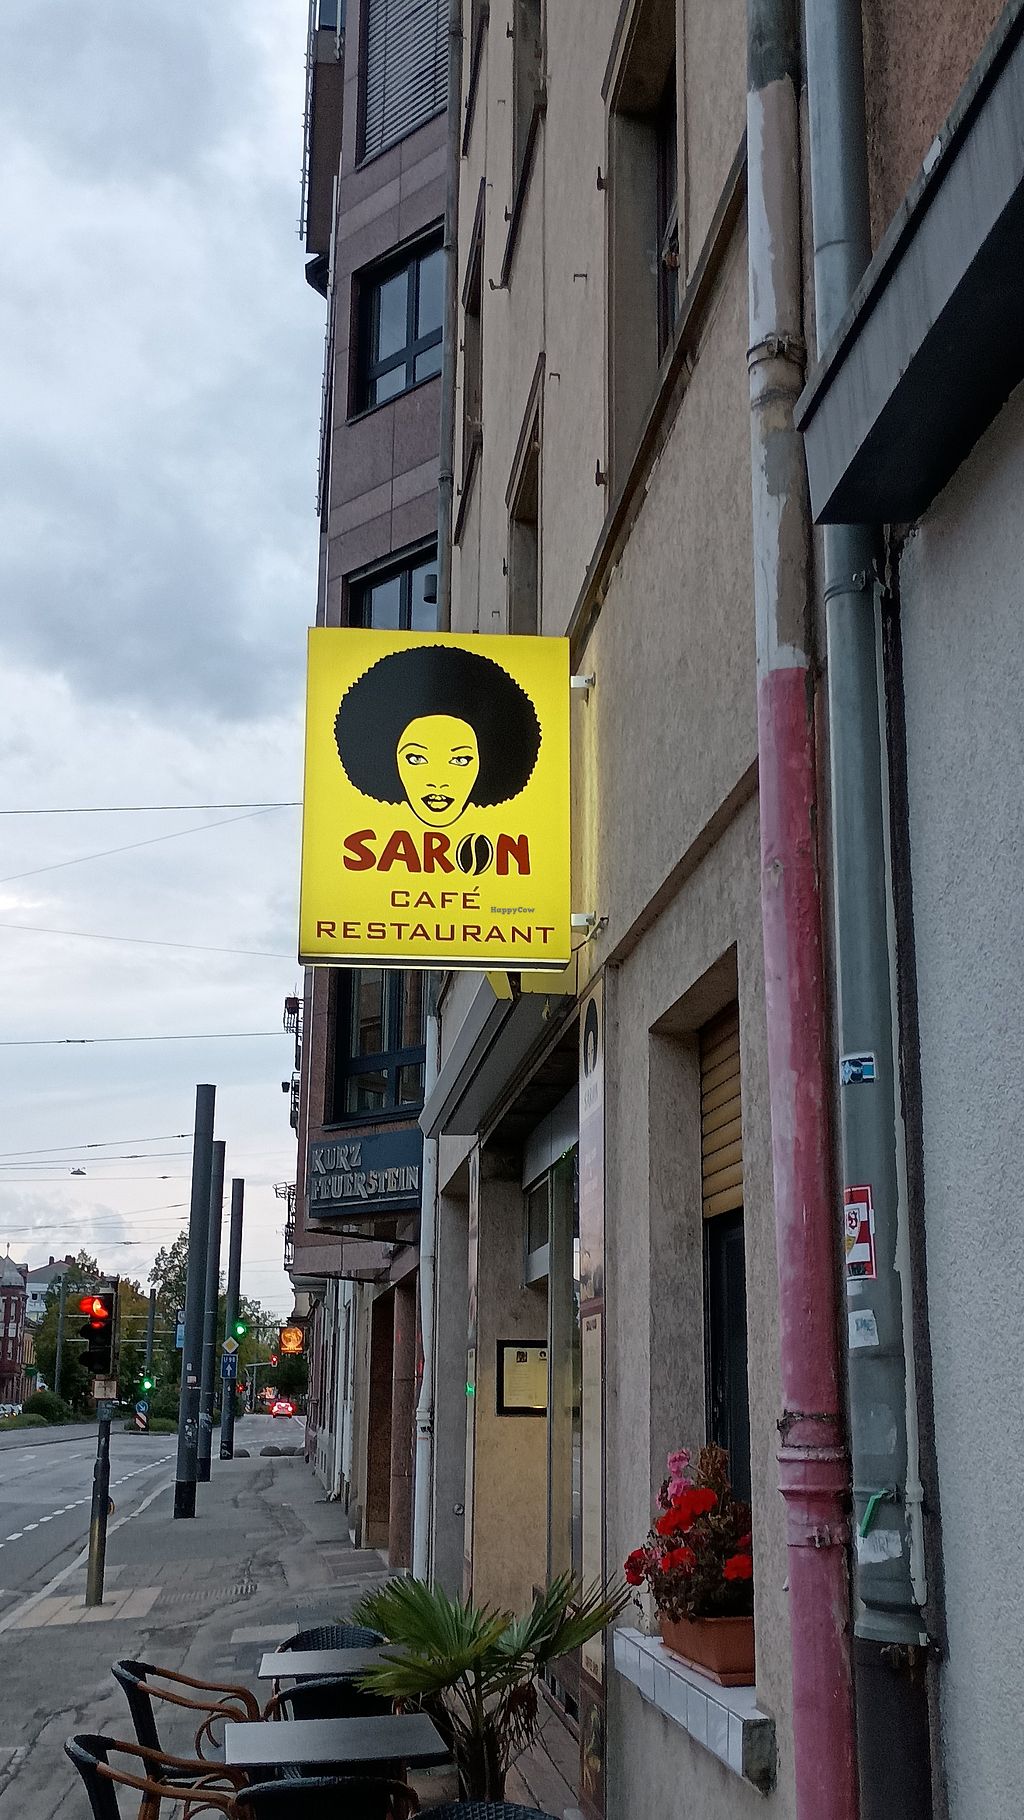 SARON
CAFÉ
HappyCow
RESTAURANT
KURZ
FEUERSTEIN